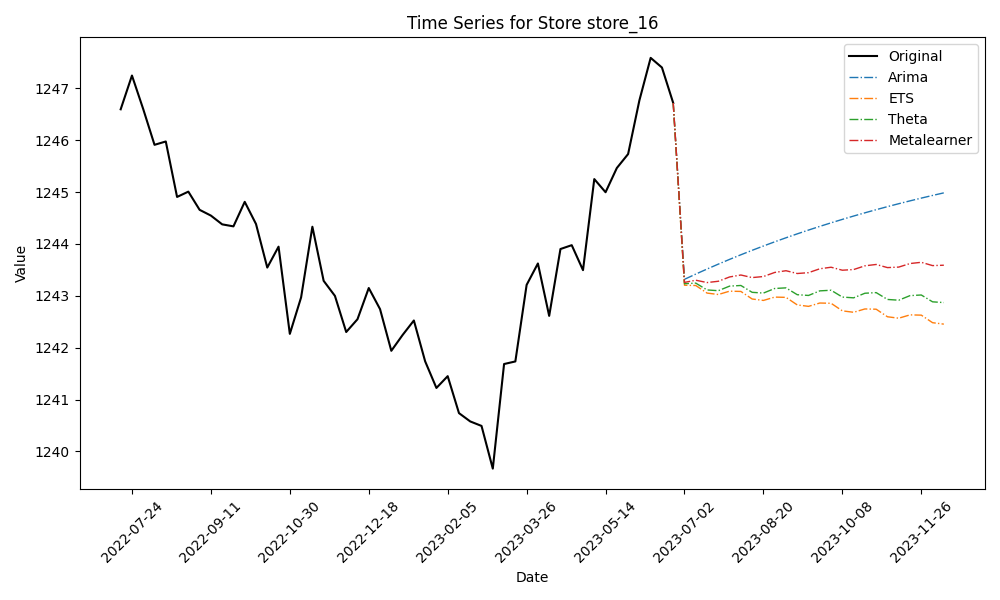 Time Series for Store store_16
Original
Arima
ETS
Theta
Metalearner
Value
1247
1246
1245
1244
1243
1242
1241
1240
2022-07-24
2022-09-11
2022-10-30
2022-12-18
2023-02-05
2023-03-26
2023-05-14
2023-07-02
2023-08-20
2023-10-08
2023-11-26
Date